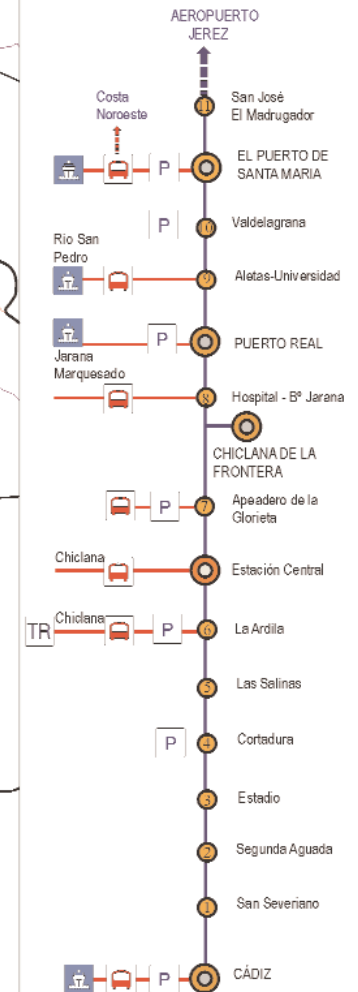 AEROPUERTO
JEREZ
Costa
Noroeste
11
San José
El Madrugador
P
EL PUERTO DE
SANTA MARIA
P
10
Valdelagrana
Rio San
Pedro
9
Aletas-Universidad
P
PUERTO REAL
Jarana
Marquesado
8
Hospital - Bº Jarana
CHICLANA DE LA
FRONTERA
P
7
Apeadero de la
Glorieta
Chiclana
Estación Central
TR
Chiclana
P
6
La Ardila
5
Las Salinas
P
4
Cortadura
3
Estadio
2
Segunda Aguada
1
San Severiano
P
CÁDIZ